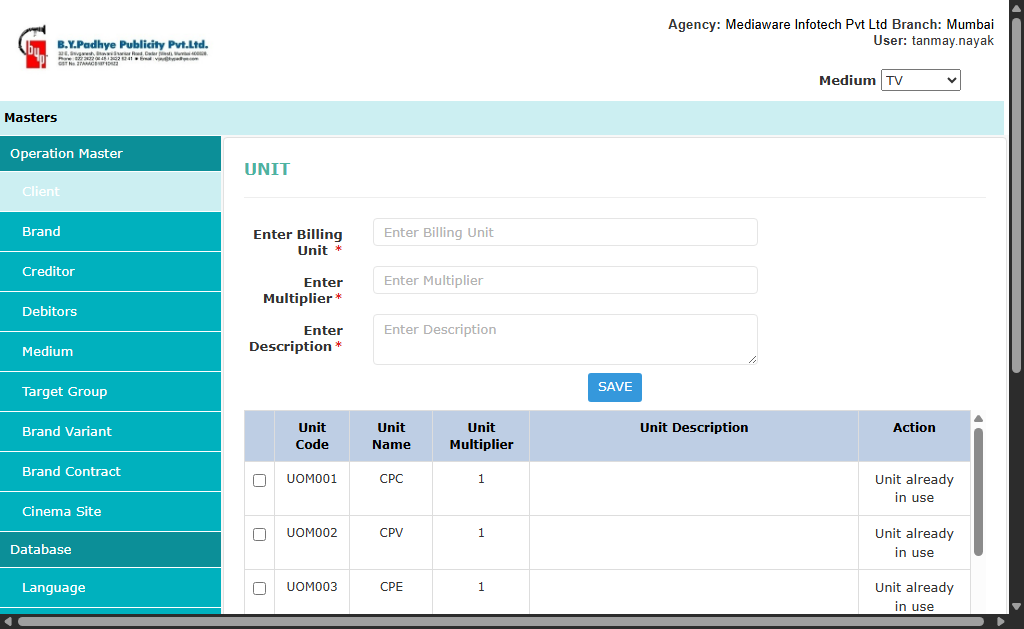 Agency: Mediaware Infotech Pvt Ltd Branch: Mumbai
User: tanmay.nayak
byp
B.Y.Padhye Publicity Pvt.Ltd.
Medium TV
Masters
Operation Master
Client
Brand
Creditor
Debitors
Medium
Target Group
Brand Variant
Brand Contract
Cinema Site
Database
Language
UNIT
Enter Billing Unit *
Enter Billing Unit
Enter Multiplier *
Enter Multiplier
Enter Description *
Enter Description
SAVE
Unit Code Unit Name Unit Multiplier Unit Description Action
UOM001 CPC 1 Unit already in use
UOM002 CPV 1 Unit already in use
UOM003 CPE 1 Unit already in use